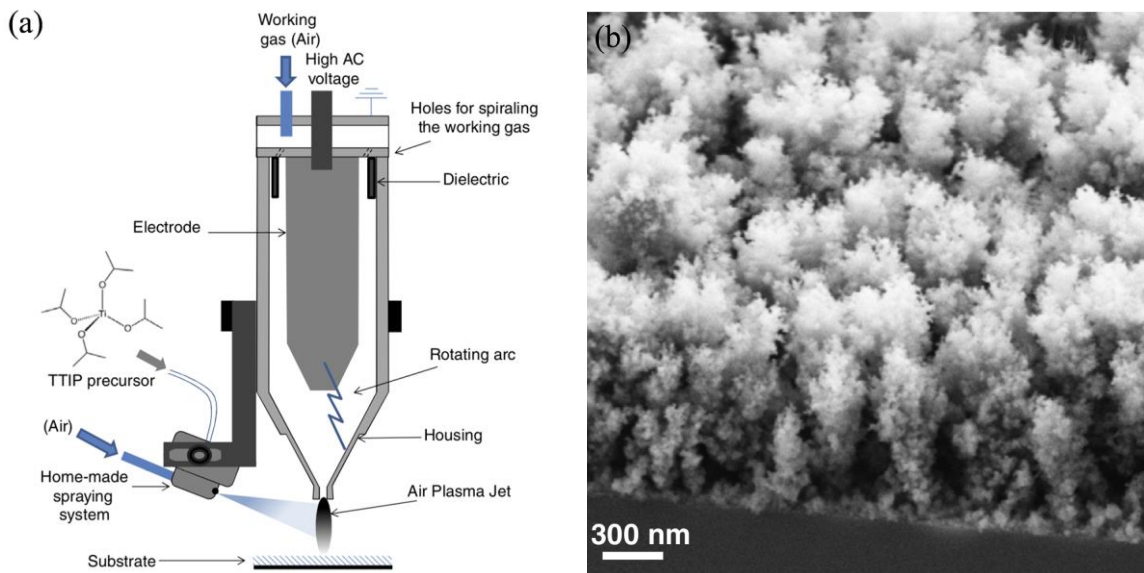 (a)
Working
gas (Air)
High AC
voltage
Holes for spiraling
the working gas
Dielectric
Electrode
O
O
Ti
O
O
TTIP precursor
Rotating arc
(Air)
Housing
Home-made
spraying
system
Air Plasma Jet
Substrate
(b)
300 nm